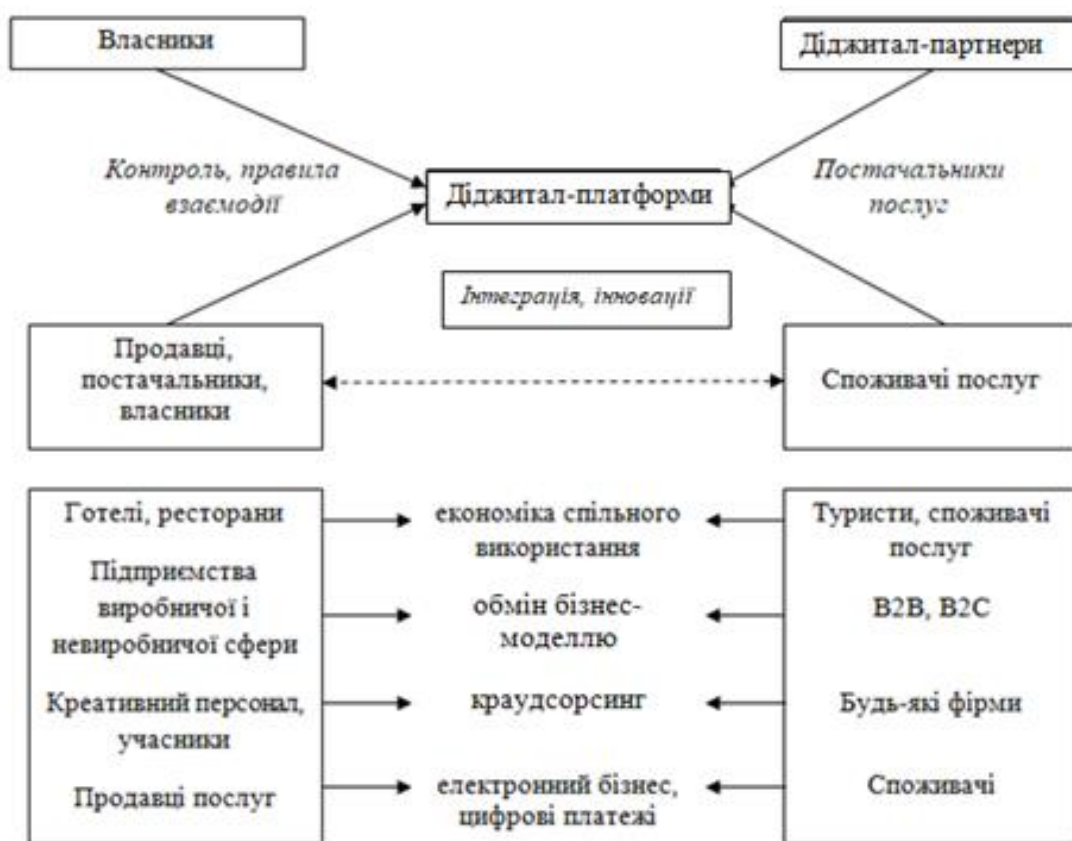 Власники
Діджитал-партнери
Контроль, правила
взаємодії
Діджитал-платформи
Постачальники
послуг
Інтеграція, інновації
Продавці,
постачальники,
власники
Споживачі послуг
Готелі, ресторани
економіка спільного
використання
Туристи, споживачі
послуг
Підприємства
виробничої і
невиробничої сфери
обмін бізнес-
моделлю
B2B, B2C
Креативний персонал,
учасники
краудсорсинг
Будь-які фірми
Продавці послуг
електронний бізнес,
цифрові платежі
Споживачі